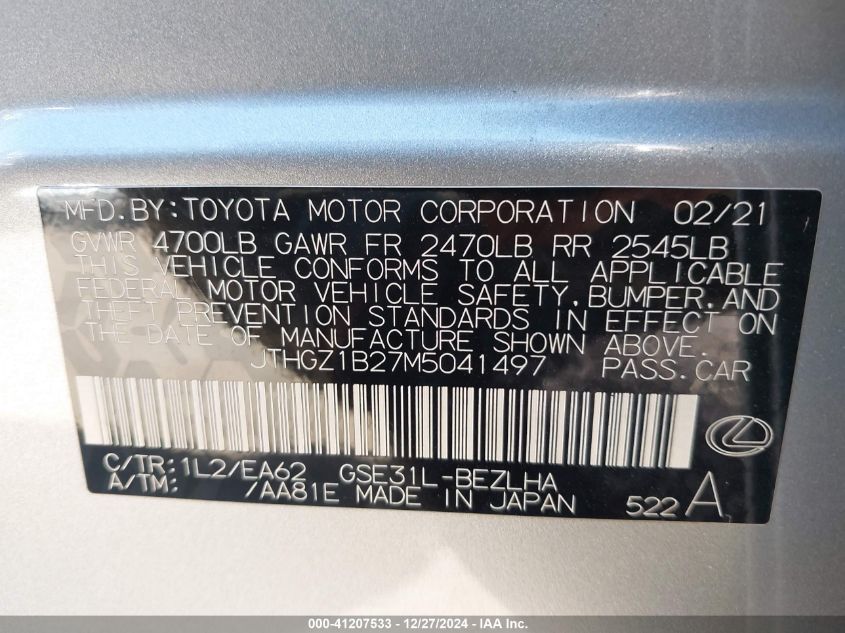 MFD.BY:TOYOTA MOTOR CORPORATION 02/21
GVWR 4700LB GAWR FR 2470LB RR 2545LB
THIS VEHICLE CONFORMS TO ALL APPLICABLE
FEDERAL MOTOR VEHICLE SAFETY,BUMPER,AND
THEFT PREVENTION STANDARDS IN EFFECT ON
THE DATE OF MANUFACTURE SHOWN ABOVE.
JTHGZ1B27M5041497 PASS.CAR
C/TR:1L2/EA62 GSE31L-BEZLHA
A/TM: /AA81E MADE IN JAPAN 522 A
000-41207533 - 12/27/2024 - IAA, Inc.